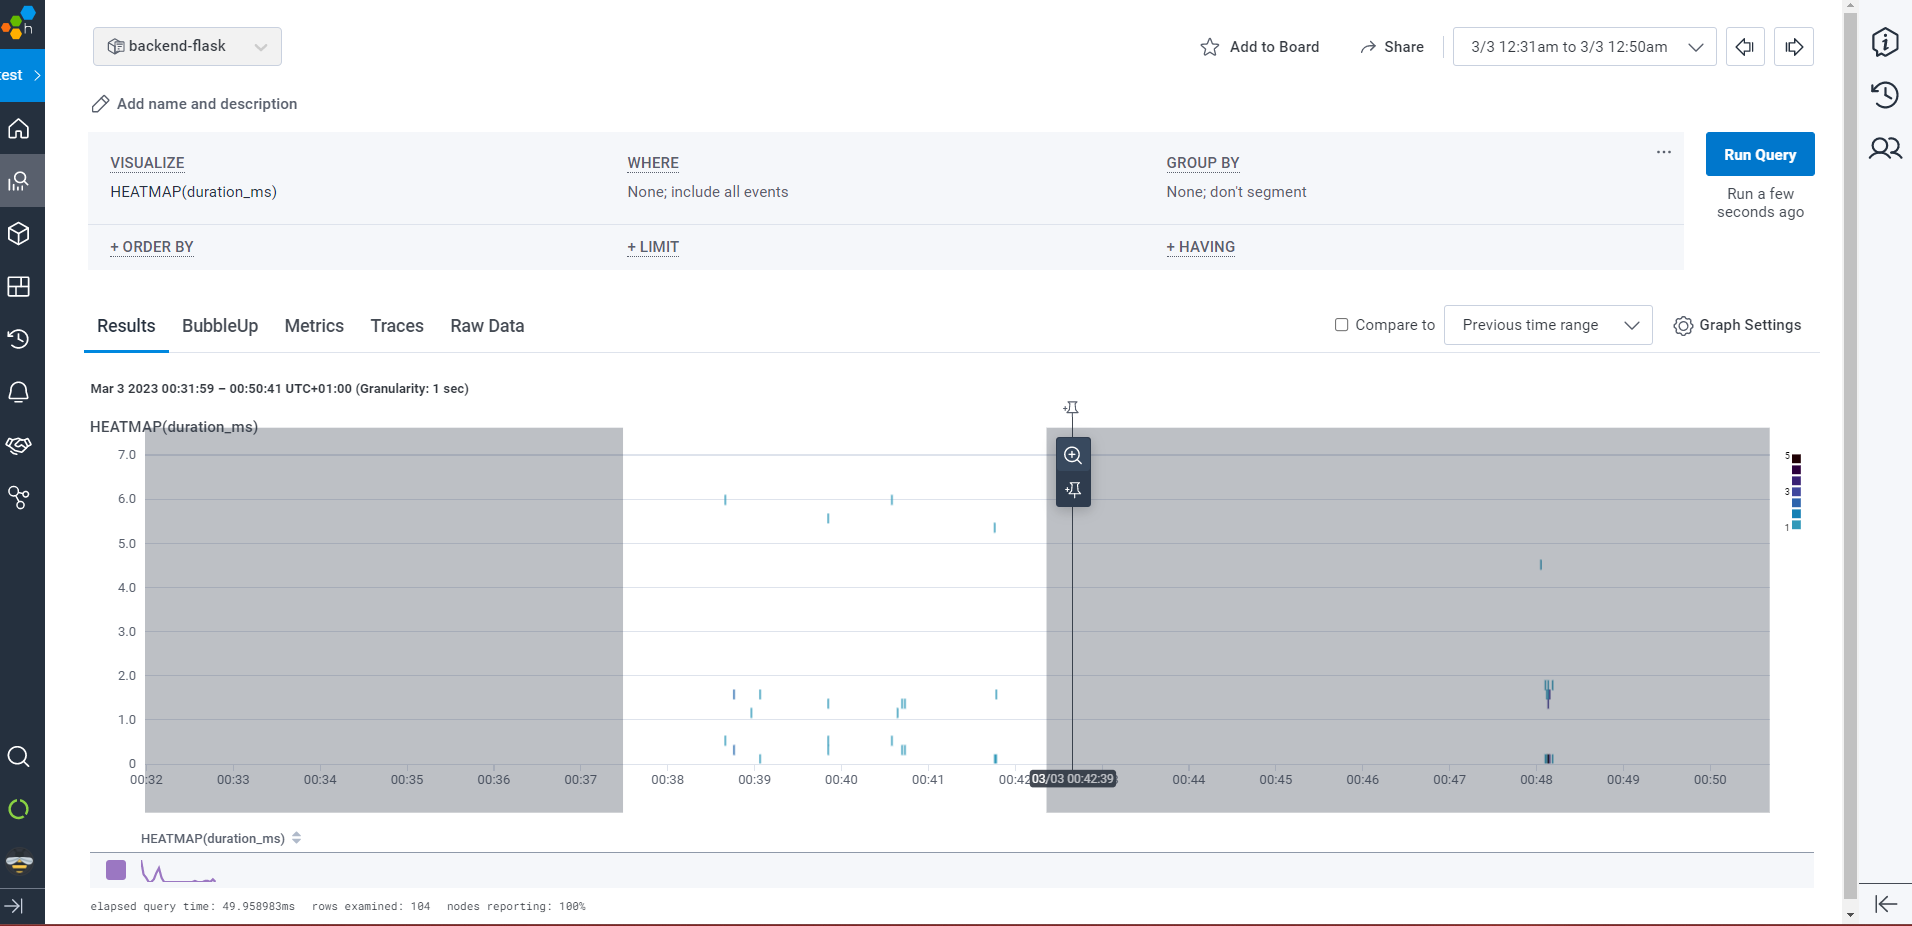 h
backend-flask
Add to Board
Share
3/3 12:31am to 3/3 12:50am
est
Add name and description
VISUALIZE
HEATMAP(duration_ms)
WHERE
None; include all events
GROUP BY
None; don't segment
...
Run Query
Run a few
seconds ago
+ ORDER BY
+ LIMIT
+ HAVING
Results
BubbleUp
Metrics
Traces
Raw Data
Compare to
Previous time range
Graph Settings
Mar 3 2023 00:31:59 – 00:50:41 UTC+01:00 (Granularity: 1 sec)
HEATMAP(duration_ms)
7.0
6.0
5.0
4.0
3.0
2.0
1.0
0
5
3
1
00:32
00:33
00:34
00:35
00:36
00:37
00:38
00:39
00:40
00:41
00:42
03/03 00:42:39
00:44
00:45
00:46
00:47
00:48
00:49
00:50
HEATMAP(duration_ms)
elapsed query time: 49.958983ms rows examined: 104 nodes reporting: 100%